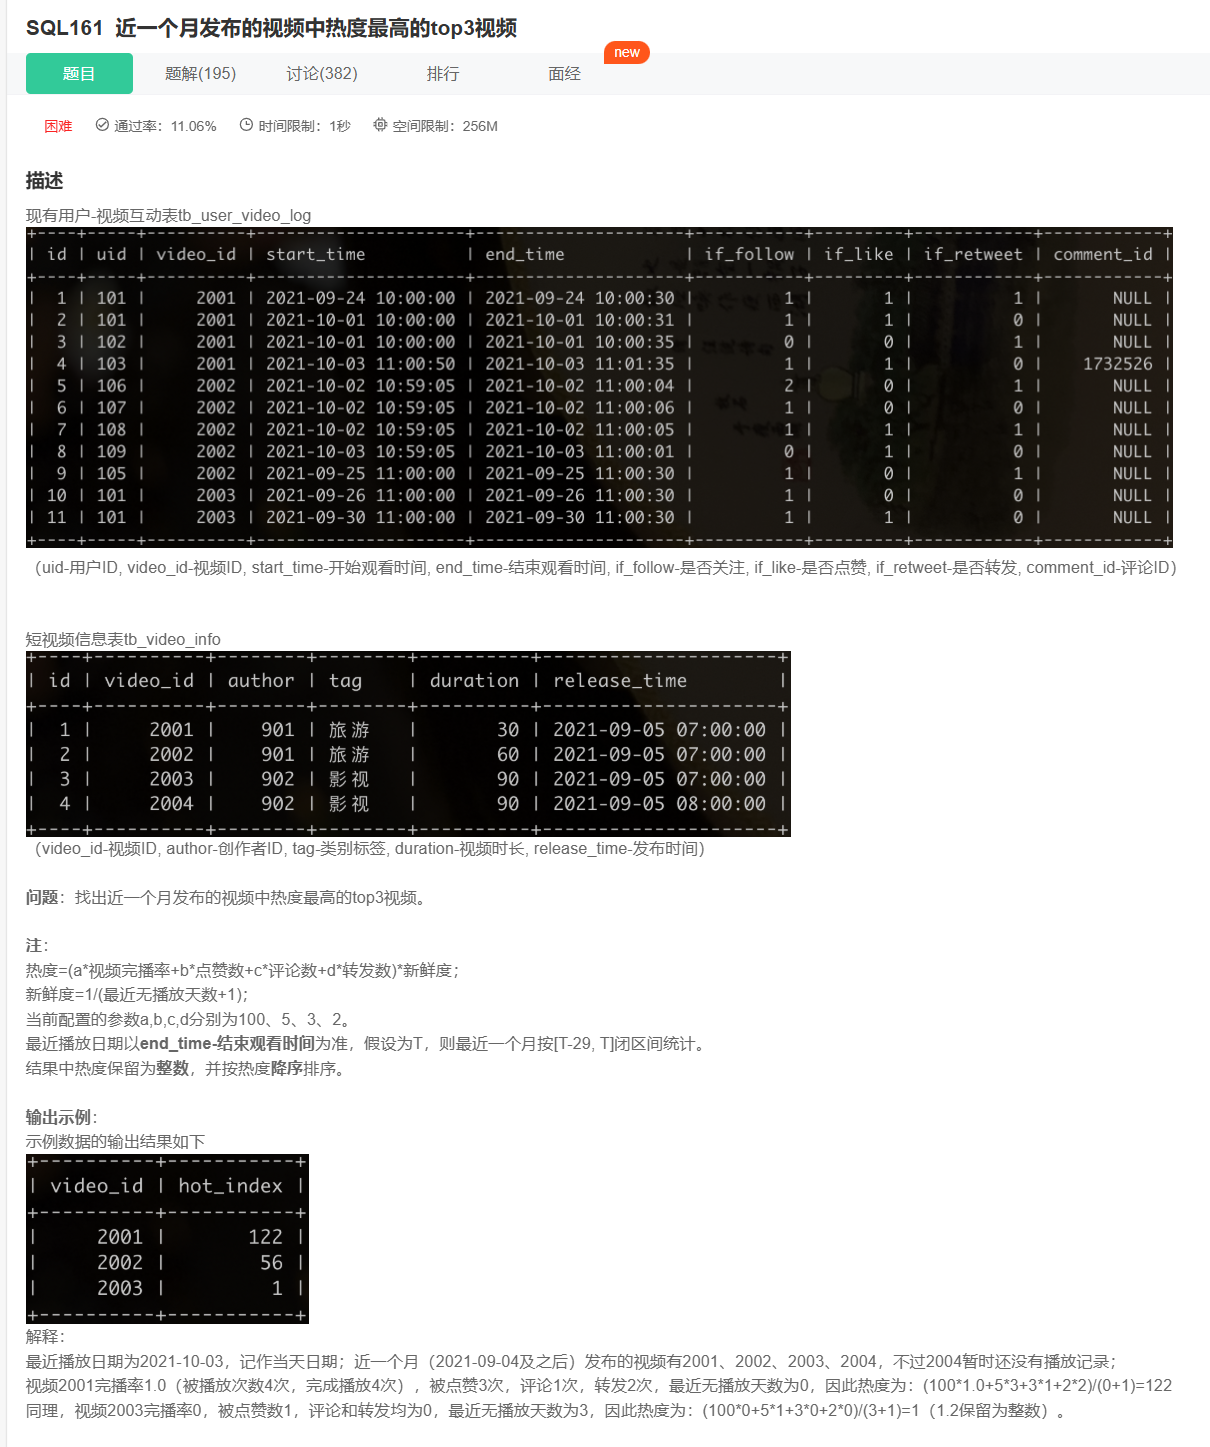 SQL161 近一个月发布的视频中热度最高的top3视频
题目 题解(195) 讨论(382) 排行 面经 new
困难 通过率：11.06% 时间限制：1秒 空间限制：256M
描述
现有用户-视频互动表tb_user_video_log
| id | uid | video_id | start_time | end_time | if_follow | if_like | if_retweet | comment_id |
| 1 | 101 | 2001 | 2021-09-24 10:00:00 | 2021-09-24 10:00:30 | 1 | 1 | 1 | NULL |
| 2 | 101 | 2001 | 2021-10-01 10:00:00 | 2021-10-01 10:00:31 | 1 | 1 | 0 | NULL |
| 3 | 102 | 2001 | 2021-10-01 10:00:00 | 2021-10-01 10:00:35 | 0 | 0 | 1 | NULL |
| 4 | 103 | 2001 | 2021-10-03 11:00:50 | 2021-10-03 11:01:35 | 1 | 1 | 0 | 1732526 |
| 5 | 106 | 2002 | 2021-10-02 10:59:05 | 2021-10-02 11:00:04 | 2 | 0 | 1 | NULL |
| 6 | 107 | 2002 | 2021-10-02 10:59:05 | 2021-10-02 11:00:06 | 1 | 0 | 0 | NULL |
| 7 | 108 | 2002 | 2021-10-02 10:59:05 | 2021-10-02 11:00:05 | 1 | 1 | 1 | NULL |
| 8 | 109 | 2002 | 2021-10-03 10:59:05 | 2021-10-03 11:00:01 | 0 | 1 | 0 | NULL |
| 9 | 105 | 2002 | 2021-09-25 11:00:00 | 2021-09-25 11:00:30 | 1 | 0 | 1 | NULL |
| 10 | 101 | 2003 | 2021-09-26 11:00:00 | 2021-09-26 11:00:30 | 1 | 0 | 0 | NULL |
| 11 | 101 | 2003 | 2021-09-30 11:00:00 | 2021-09-30 11:00:30 | 1 | 1 | 0 | NULL |
（uid-用户ID, video_id-视频ID, start_time-开始观看时间, end_time-结束观看时间, if_follow-是否关注, if_like-是否点赞, if_retweet-是否转发, comment_id-评论ID）
短视频信息表tb_video_info
| id | video_id | author | tag | duration | release_time |
| 1 | 2001 | 901 | 旅游 | 30 | 2021-09-05 07:00:00 |
| 2 | 2002 | 901 | 旅游 | 60 | 2021-09-05 07:00:00 |
| 3 | 2003 | 902 | 影视 | 90 | 2021-09-05 07:00:00 |
| 4 | 2004 | 902 | 影视 | 90 | 2021-09-05 08:00:00 |
（video_id-视频ID, author-创作者ID, tag-类别标签, duration-视频时长, release_time-发布时间）
问题：找出近一个月发布的视频中热度最高的top3视频。
注：
热度=(a*视频完播率+b*点赞数+c*评论数+d*转发数)*新鲜度；
新鲜度=1/(最近无播放天数+1)；
当前配置的参数a,b,c,d分别为100、5、3、2。
最近播放日期以end_time-结束观看时间为准，假设为T，则最近一个月按[T-29, T]闭区间统计。
结果中热度保留为整数，并按热度降序排序。
输出示例：
示例数据的输出结果如下
| video_id | hot_index |
| 2001 | 122 |
| 2002 | 56 |
| 2003 | 1 |
解释：
最近播放日期为2021-10-03，记作当天日期；近一个月（2021-09-04及之后）发布的视频有2001、2002、2003、2004，不过2004暂时还没有播放记录；
视频2001完播率1.0（被播放次数4次，完成播放4次），被点赞3次，评论1次，转发2次，最近无播放天数为0，因此热度为：(100*1.0+5*3+3*1+2*2)/(0+1)=122
同理，视频2003完播率0，被点赞数1，评论和转发均为0，最近无播放天数为3，因此热度为：(100*0+5*1+3*0+2*0)/(3+1)=1（1.2保留为整数）。